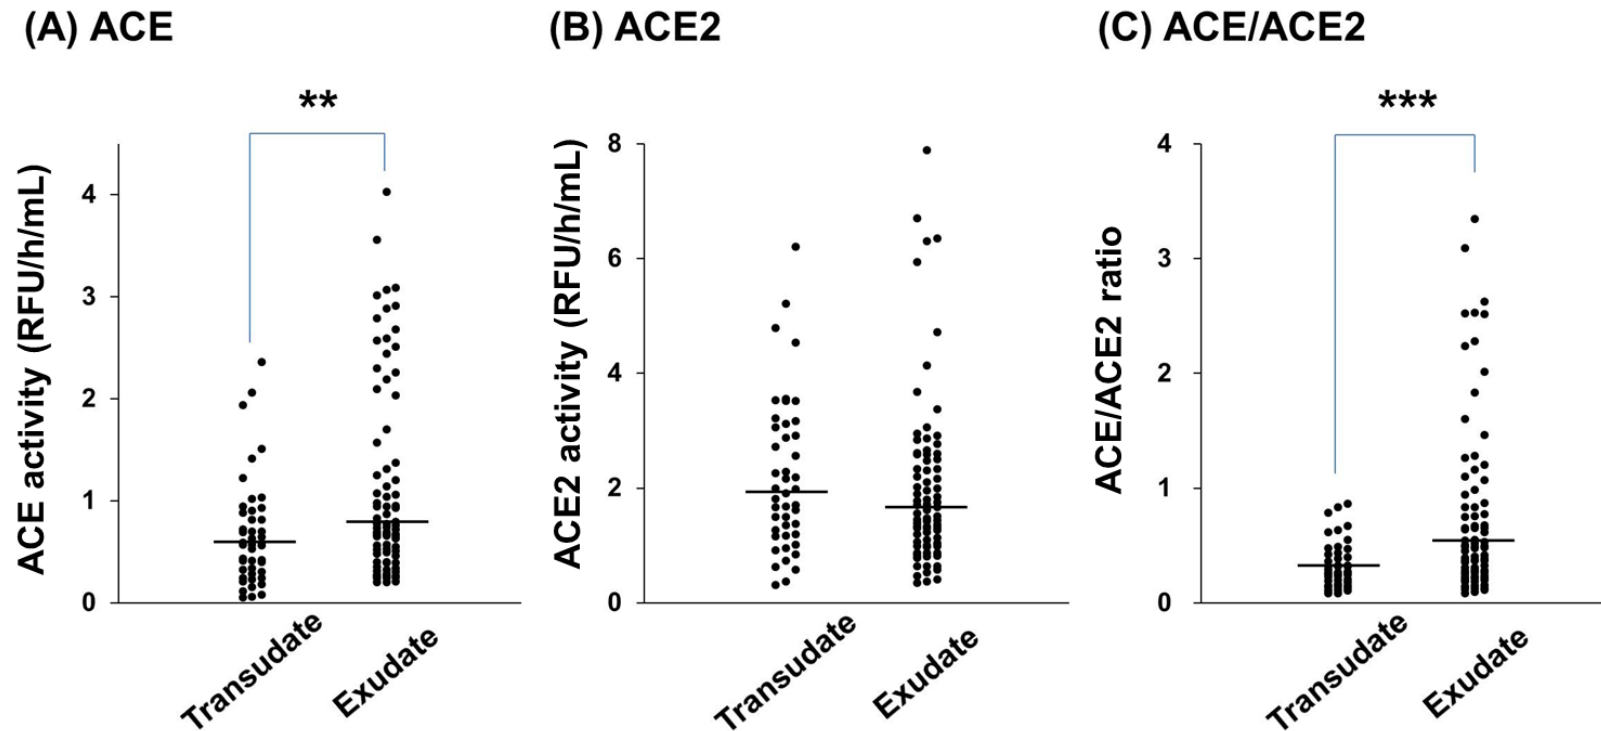 (A) ACE
**
ACE activity (RFU/h/mL)
4
3
2
1
0
Transudate
Exudate
(B) ACE2
ACE2 activity (RFU/h/mL)
8
6
4
2
0
Transudate
Exudate
(C) ACE/ACE2
***
ACE/ACE2 ratio
4
3
2
1
0
Transudate
Exudate